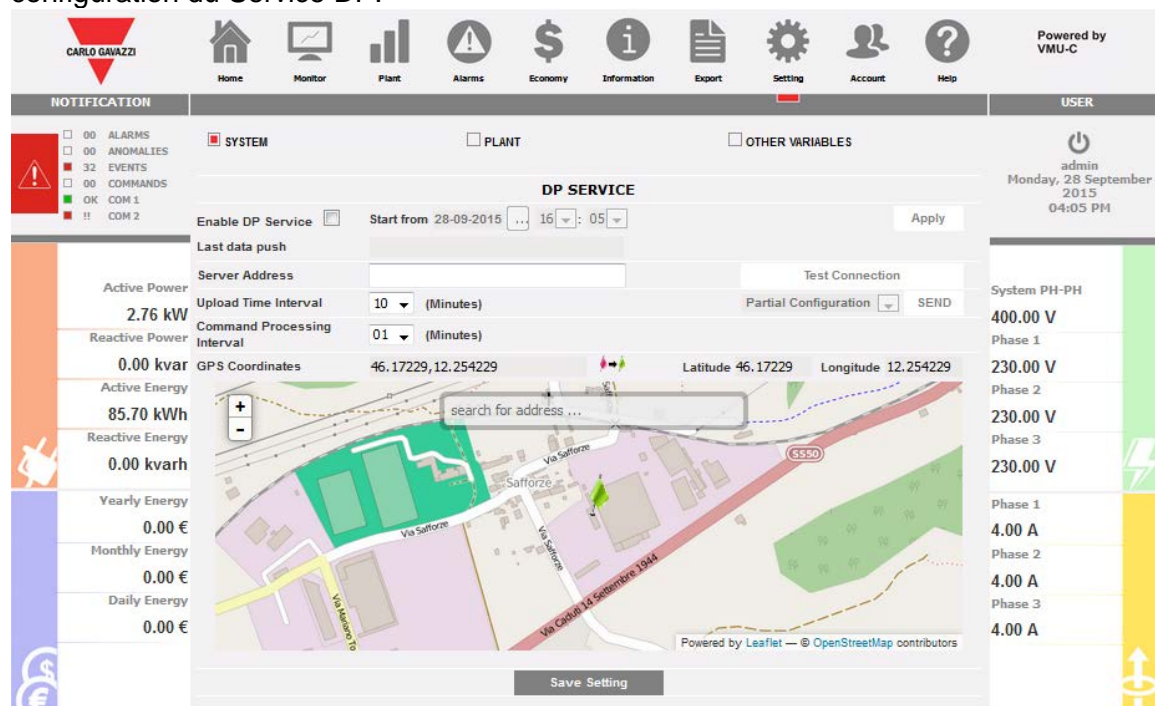 configuration du Service DP.
CARLO GAVAZZI
Home Monitor Plant Alarms Economy Information Export Setting Account Help
Powered by
VMU-C
NOTIFICATION
USER
00 ALARMS
00 ANOMALIES
32 EVENTS
00 COMMANDS
OK COM 1
!! COM 2
SYSTEM PLANT OTHER VARIABLES
admin
Monday, 28 September
2015
04:05 PM
DP SERVICE
Enable DP Service Start from 28-09-2015 ... 16 : 05 Apply
Last data push
Server Address Test Connection
Upload Time Interval 10 (Minutes) Partial Configuration SEND
Command Processing
Interval 01 (Minutes)
GPS Coordinates 46.17229,12.254229 Latitude 46.17229 Longitude 12.254229
Active Power
2.76 kW
Reactive Power
0.00 kvar
Active Energy
85.70 kWh
Reactive Energy
0.00 kvarh
Yearly Energy
0.00 €
Monthly Energy
0.00 €
Daily Energy
0.00 €
+
-
search for address ...
Via Safforze
SS50
Safforze
Via Safforze
Via Safforze
Via Caduti 14 Settembre 1944
Via Mariano To
Powered by Leaflet — © OpenStreetMap contributors
Save Setting
System PH-PH
400.00 V
Phase 1
230.00 V
Phase 2
230.00 V
Phase 3
230.00 V
Phase 1
4.00 A
Phase 2
4.00 A
Phase 3
4.00 A